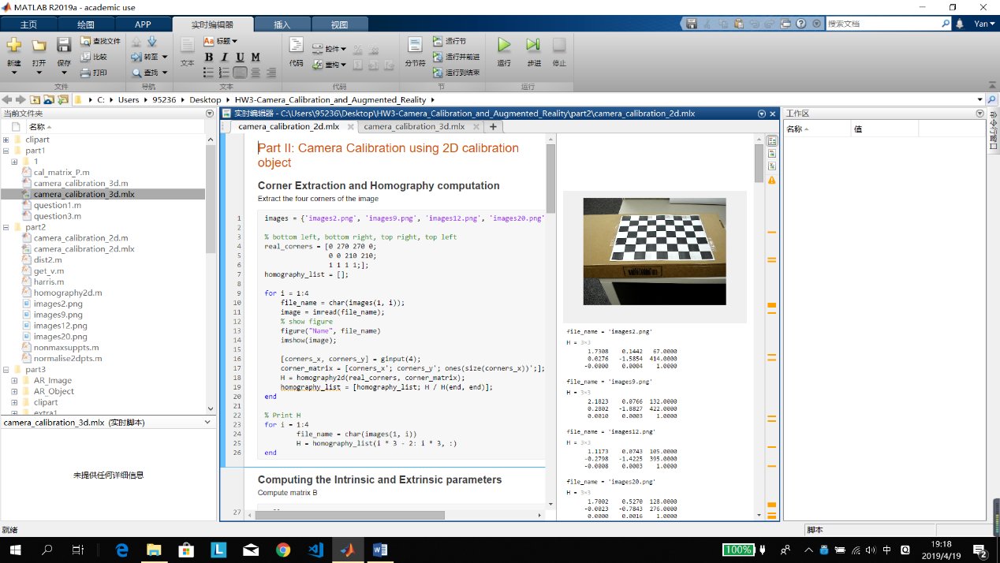 MATLAB R2019a - academic use
主页 绘图 APP 实时编辑器 插入 视图 搜索文档 Yan
新建 打开 保存 查找文件 比较 打印
文件
转至 查找
导航
文本 标题 B I U M
文本
代码 控件 重构
代码
分节符 运行节 运行并前进 运行到结束
节
运行 步进 停止
运行
C: Users 95236 Desktop HW3-Camera_Calibration_and_Augmented_Reality
当前文件夹
名称
clipart
part1
1
cal_matrix_P.m
camera_calibration_3d.m
camera_calibration_3d.mlx
question1.m
question3.m
part2
camera_calibration_2d.m
camera_calibration_2d.mlx
dist2.m
get_v.m
harris.m
homography2d.m
images2.png
images9.png
images12.png
images20.png
nonmaxsuppts.m
normalise2dpts.m
part3
AR_Image
AR_Object
clipart
extra1
camera_calibration_3d.mlx (实时脚本)
未提供任何详细信息
实时编辑器 - C:\Users\95236\Desktop\HW3-Camera_Calibration_and_Augmented_Reality\part2\camera_calibration_2d.mlx
camera_calibration_2d.mlx camera_calibration_3d.mlx
Part II: Camera Calibration using 2D calibration
object
Corner Extraction and Homography computation
Extract the four corners of the image
1 images = {'images2.png', 'images9.png', 'images12.png', 'images20.png'
2
3 % bottom left, bottom right, top right, top left
4 real_corners = [0 270 270 0;
5 0 0 210 210;
6 1 1 1 1;];
7 homography_list = [];
8
9 for i = 1:4
10 file_name = char(images(1, i));
11 image = imread(file_name);
12 % show figure
13 figure("Name", file_name)
14 imshow(image);
15
16 [corners_x, corners_y] = ginput(4);
17 corner_matrix = [corners_x'; corners_y'; ones(size(corners_x))';];
18 H = homography2d(real_corners, corner_matrix);
19 homography_list = [homography_list; H / H(end, end)];
20 end
21
22 % Print H
23 for i = 1:4
24 file_name = char(images(1, i))
25 H = homography_list(i * 3 - 2: i * 3, :)
26 end
Computing the Intrinsic and Extrinsic parameters
Compute matrix B
27
file_name = 'images2.png'
H = 3×3
1.7308 0.1442 67.0000
0.0276 -1.5854 414.0000
-0.0000 0.0004 1.0000
file_name = 'images9.png'
H = 3×3
2.1823 0.0766 132.0000
0.2802 -1.8827 422.0000
0.0010 0.0003 1.0000
file_name = 'images12.png'
H = 3×3
1.1173 0.0743 105.0000
-0.2798 -1.4225 395.0000
-0.0008 0.0003 1.0000
file_name = 'images20.png'
H = 3×3
1.7002 0.5270 128.0000
-0.0023 -0.7843 276.0000
0.0000 0.0016 1.0000
工作区
名称 值
命令行窗口
就绪
脚本
100%
中
19:18
2019/4/19
2